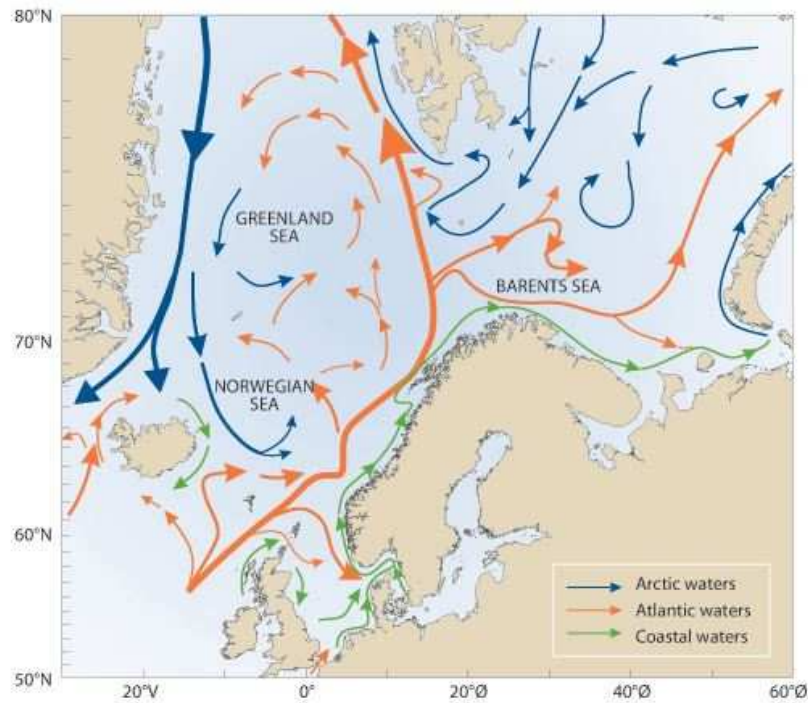 80°N
GREENLAND
SEA
BARENTS SEA
70°N
NORWEGIAN
SEA
60°N
Arctic waters
Atlantic waters
Coastal waters
50°N
20°V
0°
20°Ø
40°Ø
60°Ø